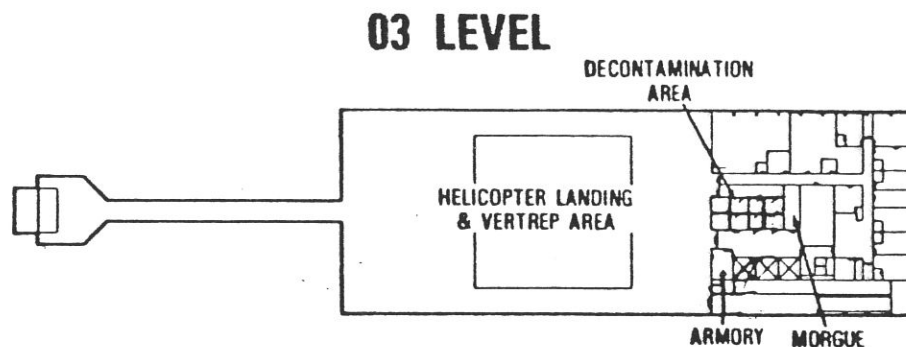 03 LEVEL
DECONTAMINATION
AREA
HELICOPTER LANDING
& VERTREP AREA
ARMORY
MORGUE